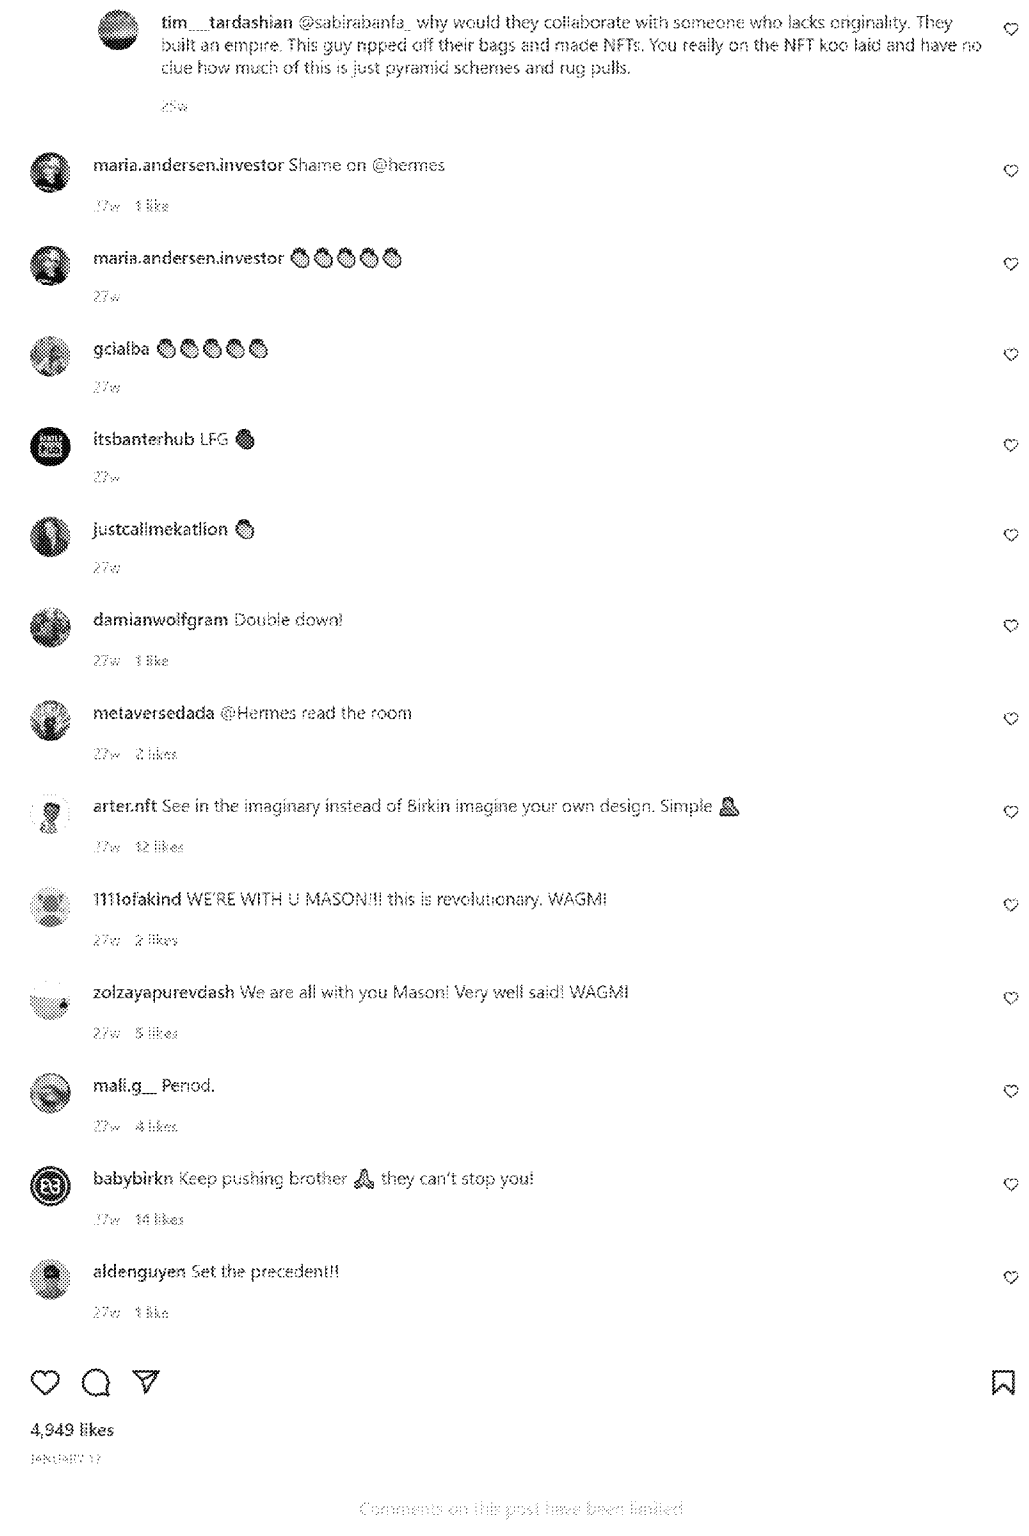 tim__tardashian @sabirabanfa_ why would they collaborate with someone who lacks originality. They
built an empire. This guy ripped off their bags and made NFTs. You really on the NFT koo laid and have no
clue how much of this is just pyramid schemes and rug pulls.
25w
maria.andersen.investor Shame on @hermes
27w 1 like
maria.andersen.investor 👏👏👏👏👏
27w
gcialba 👏👏👏👏👏
27w
itsbanterhub LFG
27w
justcallmekatlion 👏
27w
damianwolfgram Double down!
27w 1 like
metaversedada @Hermes read the room
27w 2 likes
arter.nft See in the imaginary instead of Birkin imagine your own design. Simple
27w 12 likes
1111ofakind WE'RE WITH U MASON!!! this is revolutionary. WAGMI
27w 2 likes
zolzayapurevdash We are all with you Mason! Very well said! WAGMI
27w 5 likes
mali.g__ Period.
27w 4 likes
babybirkn Keep pushing brother 🙏 they can't stop you!
27w 14 likes
aldenguyen Set the precedent!!
27w 1 like
4,949 likes
JANUARY 17
Comments on this post have been limited